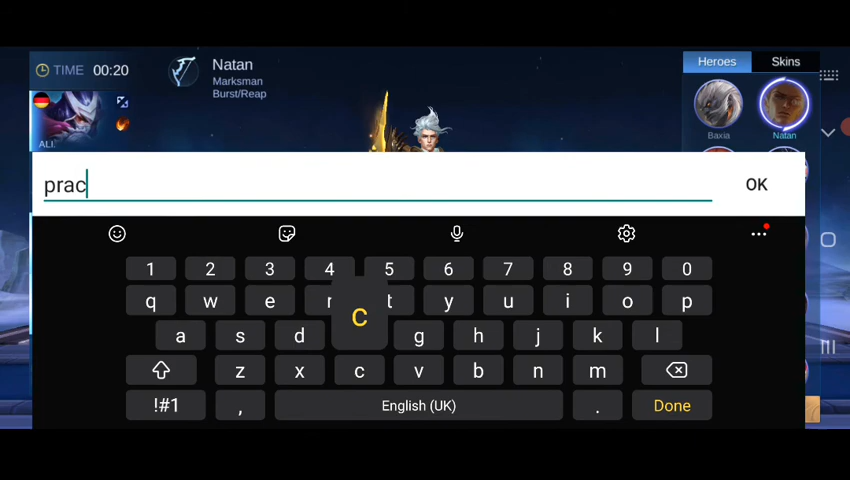 TIME 00:20
Natan
Marksman
Burst/Reap
Heroes Skins
ALI.
Baxia Natan
prac
OK
1 2 3 4 5 6 7 8 9 0
q w e r t y u i o p
a s d C g h j k l
z x c v b n m
!#1 , English (UK) . Done